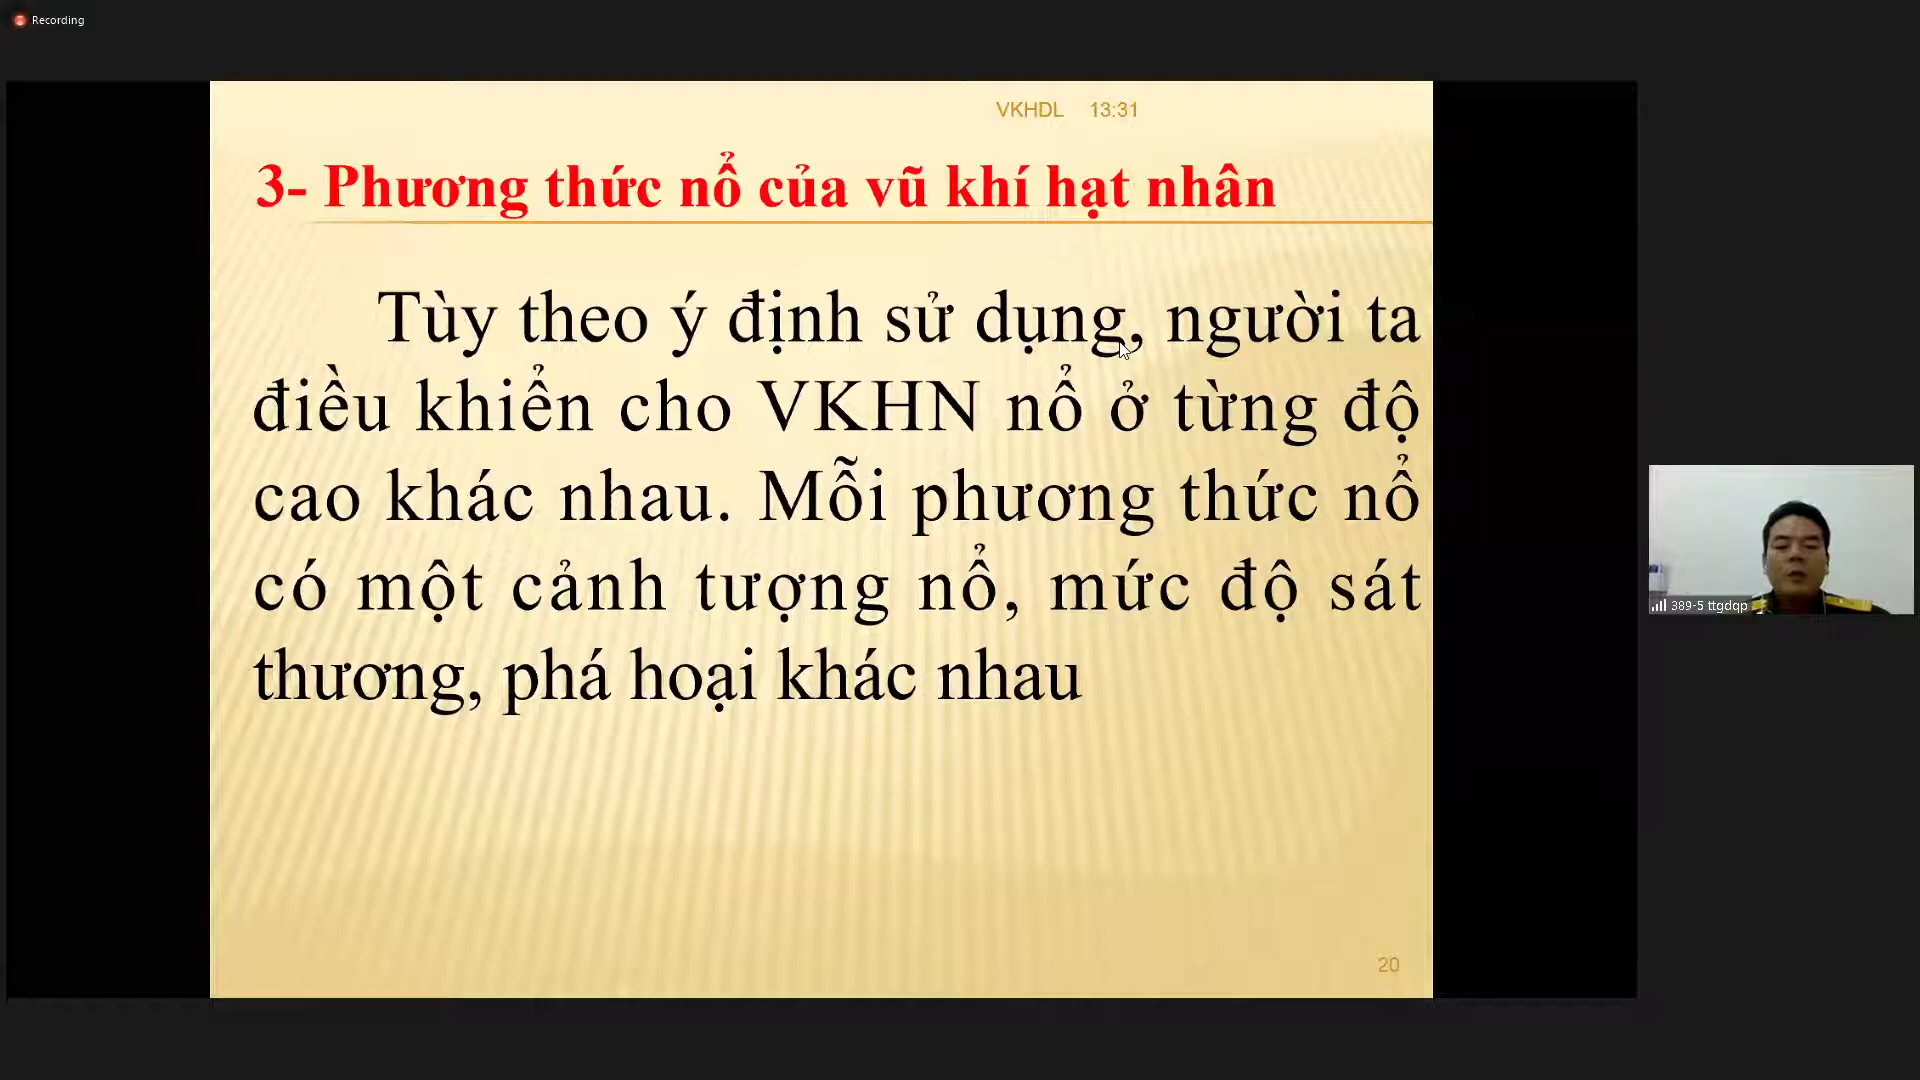 Recording
VKHDL 13:31
3- Phương thức nổ của vũ khí hạt nhân
Tùy theo ý định sử dụng, người ta
điều khiển cho VKHN nổ ở từng độ
cao khác nhau. Mỗi phương thức nổ
có một cảnh tượng nổ, mức độ sát
thương, phá hoại khác nhau
389-5 ttgdqp
20